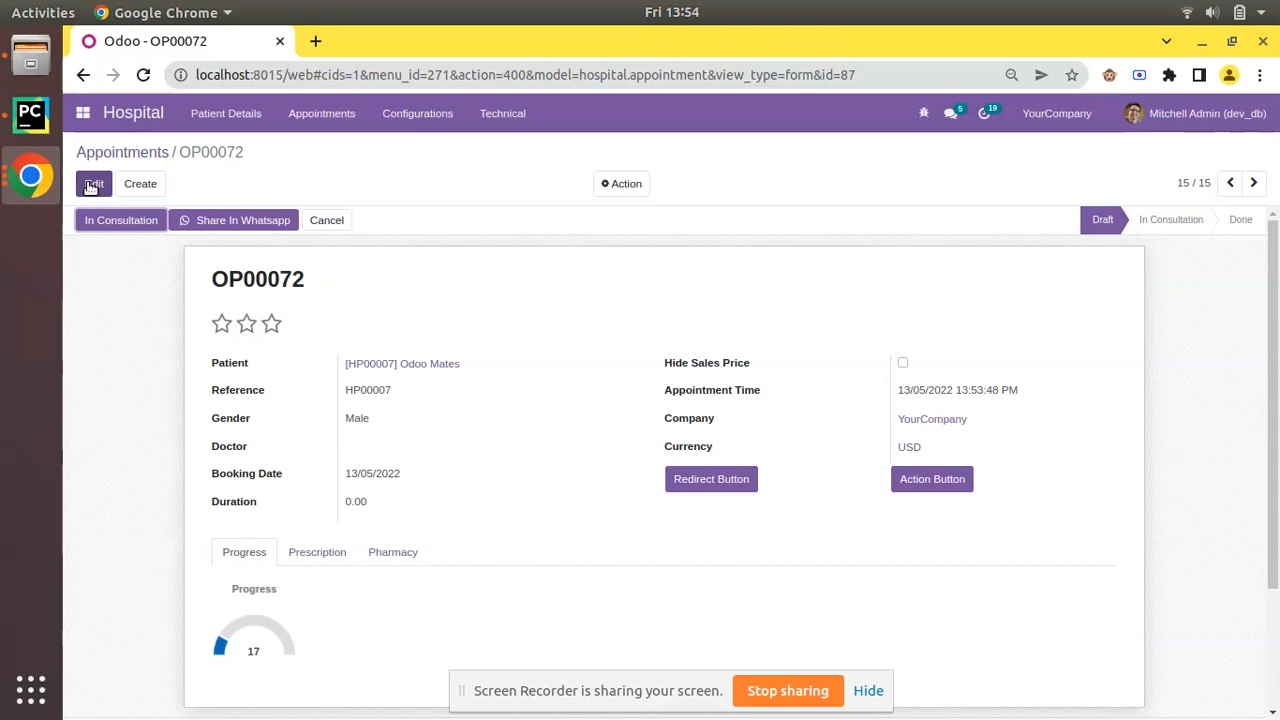 Activities Google Chrome Fri 13:54
Odoo - OP00072
localhost:8015/web#cids=1&menu_id=271&action=400&model=hospital.appointment&view_type=form&id=87
Hospital Patient Details Appointments Configurations Technical 5 19 YourCompany Mitchell Admin (dev_db)
Appointments / OP00072
Edit Create Action 15 / 15
In Consultation Share In Whatsapp Cancel Draft In Consultation Done
OP00072
Patient [HP00007] Odoo Mates Hide Sales Price
Reference HP00007 Appointment Time 13/05/2022 13:53:48 PM
Gender Male Company YourCompany
Doctor Currency USD
Booking Date 13/05/2022 Redirect Button Action Button
Duration 0.00
Progress Prescription Pharmacy
Progress
17
Screen Recorder is sharing your screen. Stop sharing Hide
PC